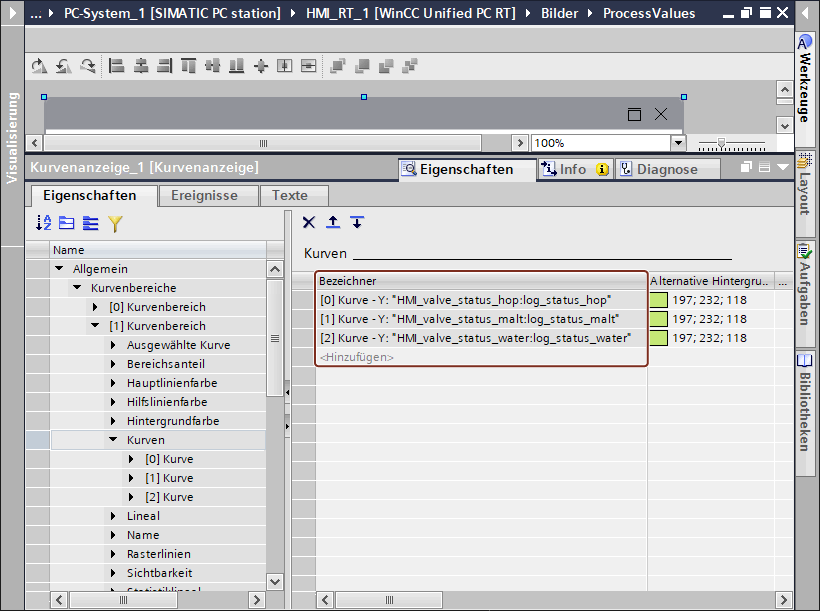 ... PC-System_1 [SIMATIC PC station] HMI_RT_1 [WinCC Unified PC RT] Bilder ProcessValues
Visualisierung
100%
Kurvenanzeige_1 [Kurvenanzeige]
Eigenschaften Info Diagnose
Eigenschaften Ereignisse Texte
Name
Allgemein
Kurvenbereiche
[0] Kurvenbereich
[1] Kurvenbereich
Ausgewählte Kurve
Bereichsanteil
Hauptlinienfarbe
Hilfslinienfarbe
Hintergrundfarbe
Kurven
[0] Kurve
[1] Kurve
[2] Kurve
Lineal
Name
Rasterlinien
Sichtbarkeit
Kurven
Bezeichner Alternative Hintergru.. ...
[0] Kurve - Y: "HMI_valve_status_hop:log_status_hop" 197; 232; 118
[1] Kurve - Y: "HMI_valve_status_malt:log_status_malt" 197; 232; 118
[2] Kurve - Y: "HMI_valve_status_water:log_status_water" 197; 232; 118
<Hinzufügen>
Werkzeuge
Layout
Aufgaben
Bibliotheken